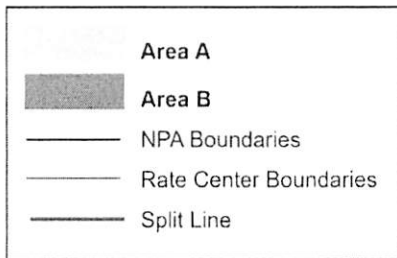 Area A
Area B
NPA Boundaries
Rate Center Boundaries
Split Line